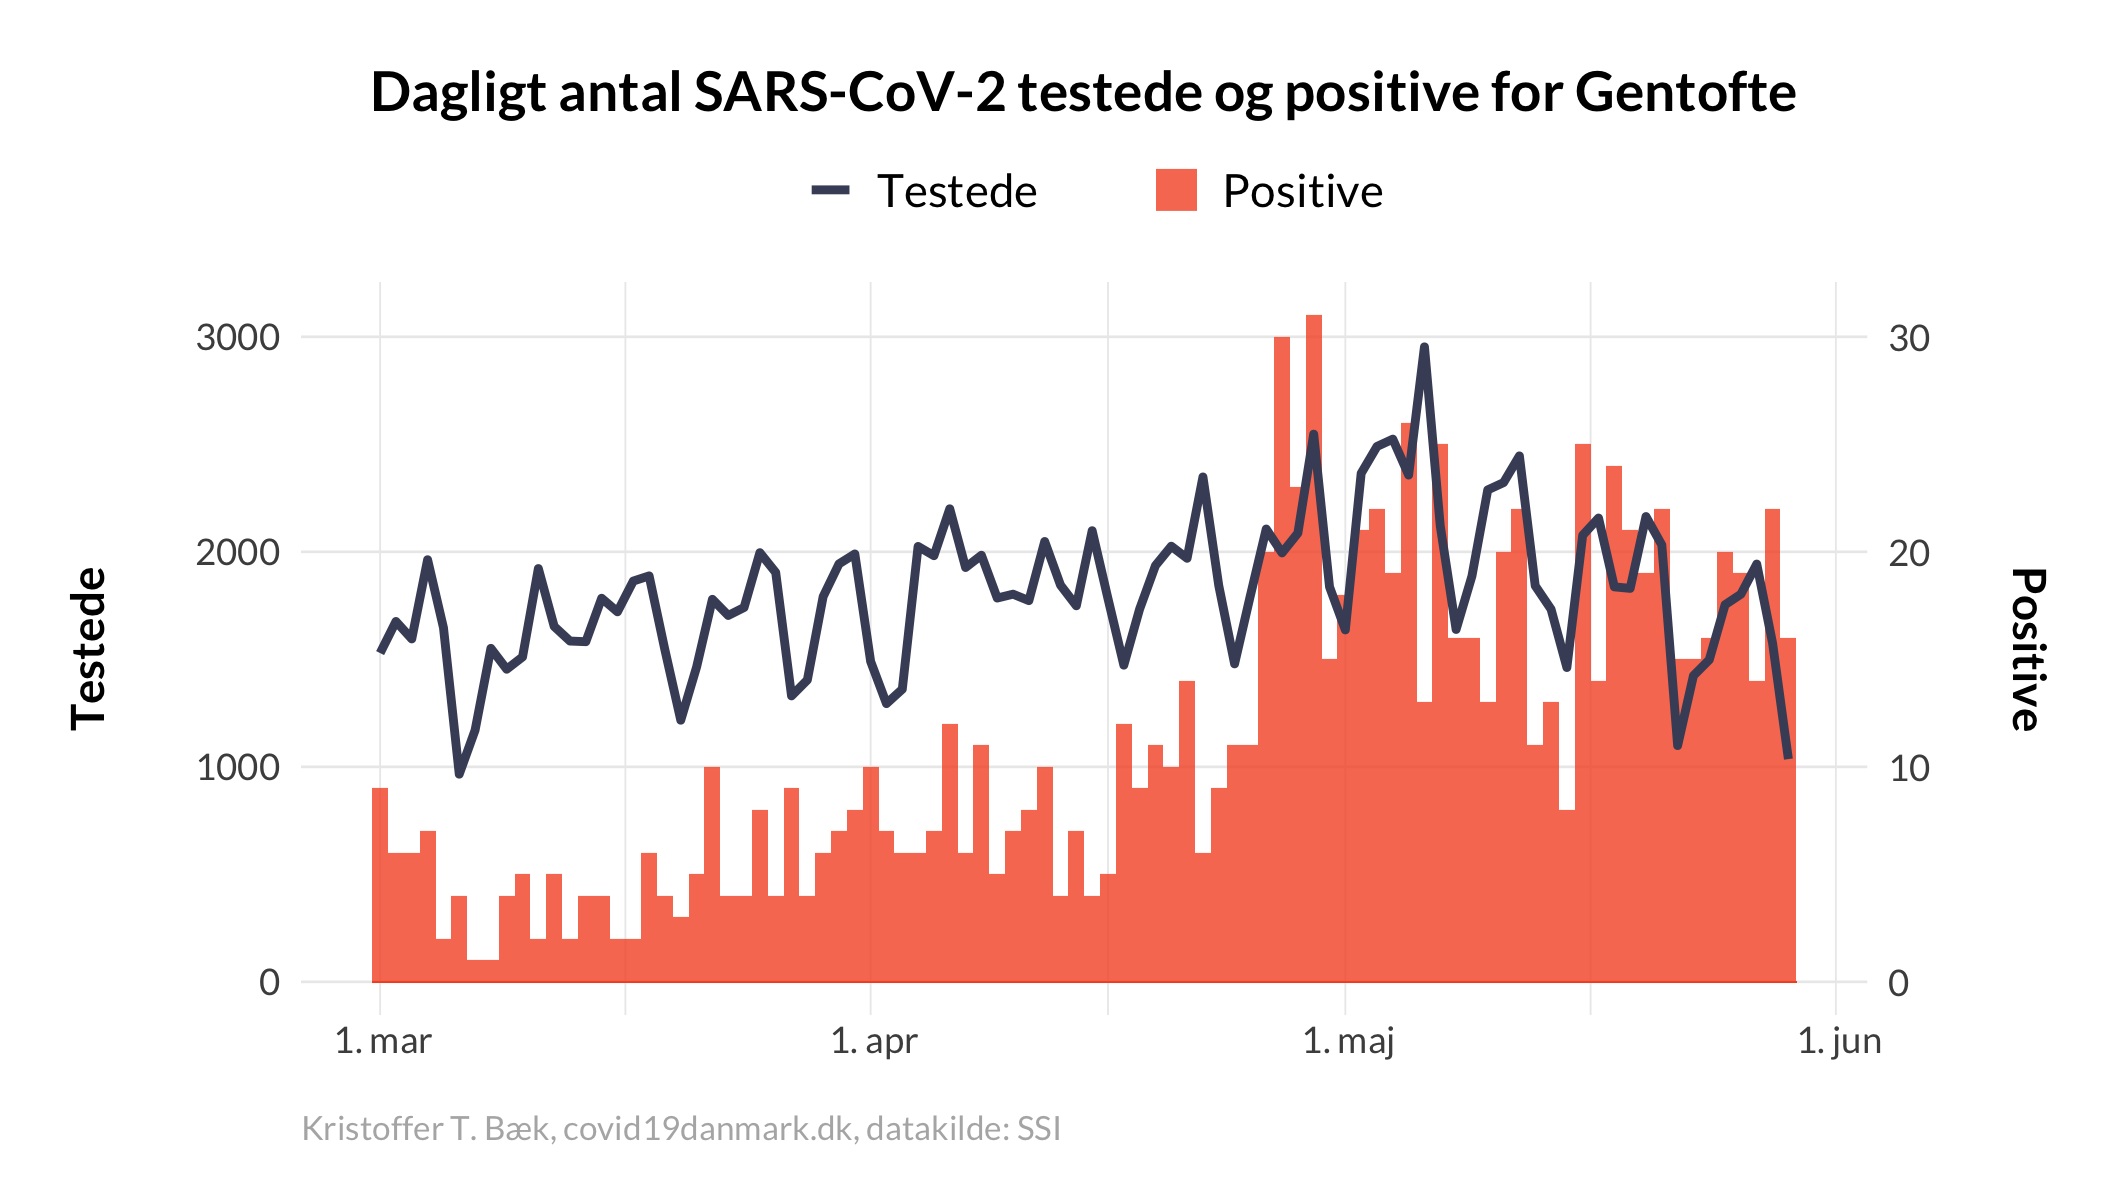 Dagligt antal SARS-CoV-2 testede og positive for Gentofte
Testede
Positive
3000
2000
1000
0
Testede
30
20
10
0
Positive
1. mar
1. apr
1. maj
1. jun
Kristoffer T. Bæk, covid19danmark.dk, datakilde: SSI